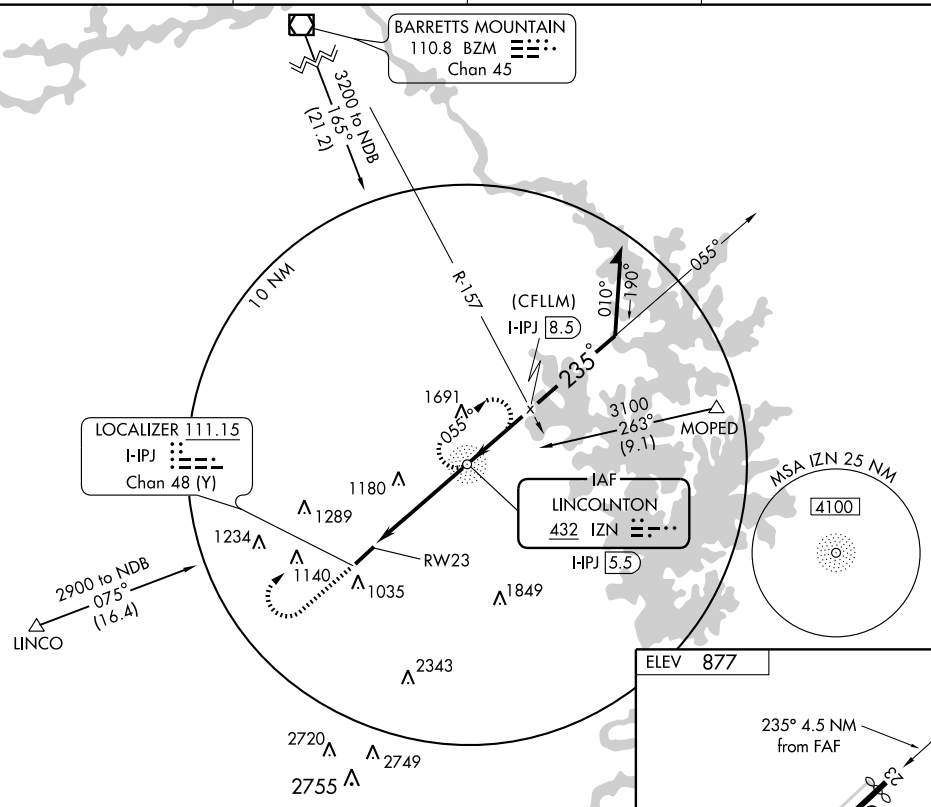 BARRETTS MOUNTAIN
110.8 BZM
Chan 45
3200 to NDB
165°
(21.2)
10 NM
R-157
(CFLLM)
I-IPJ 8.5
010°
190°
055°
235°
1691
055°
3100
263°
(9.1)
MOPED
LOCALIZER 111.15
I-IPJ
Chan 48 (Y)
1180
1289
1234
1140
1035
RW23
IAF
LINCOLNTON
432 IZN
I-IPJ 5.5
MSA IZN 25 NM
4100
2900 to NDB
075°
(16.4)
LINCO
1849
2343
2720
2749
2755
ELEV 877
235° 4.5 NM
from FAF
23